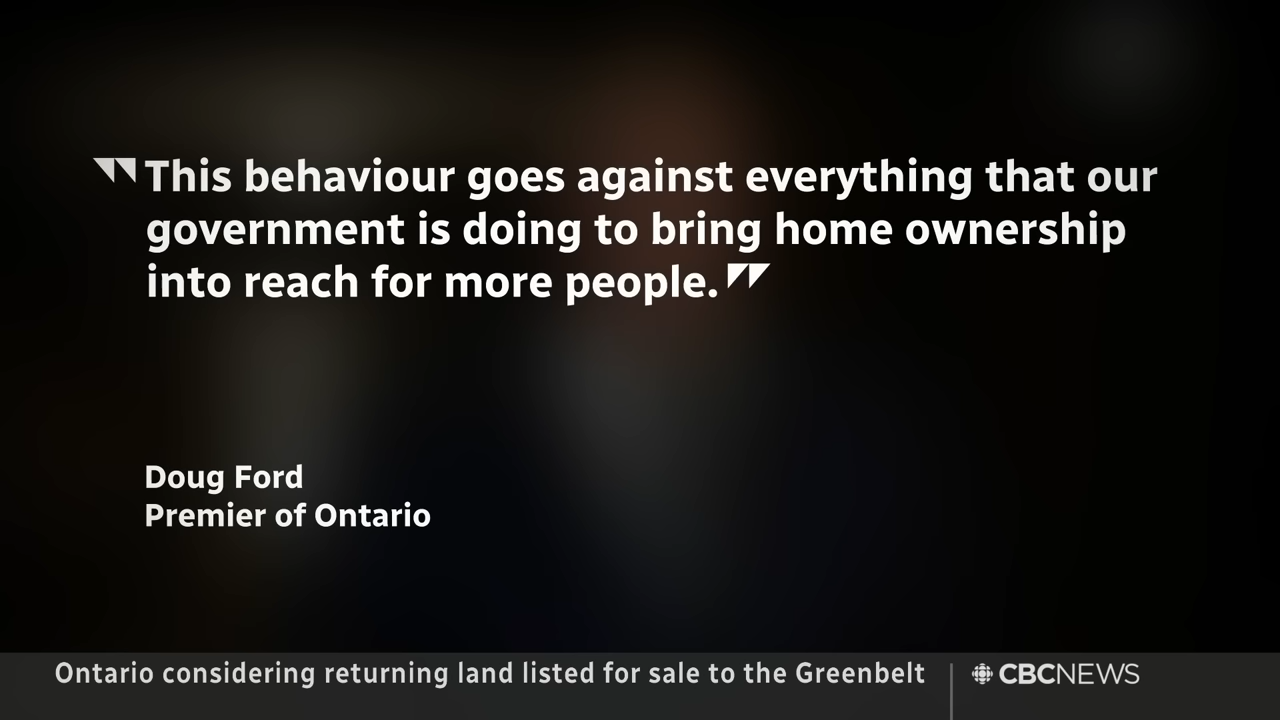 "This behaviour goes against everything that our
government is doing to bring home ownership
into reach for more people."
Doug Ford
Premier of Ontario
Ontario considering returning land listed for sale to the Greenbelt
CBCNEWS